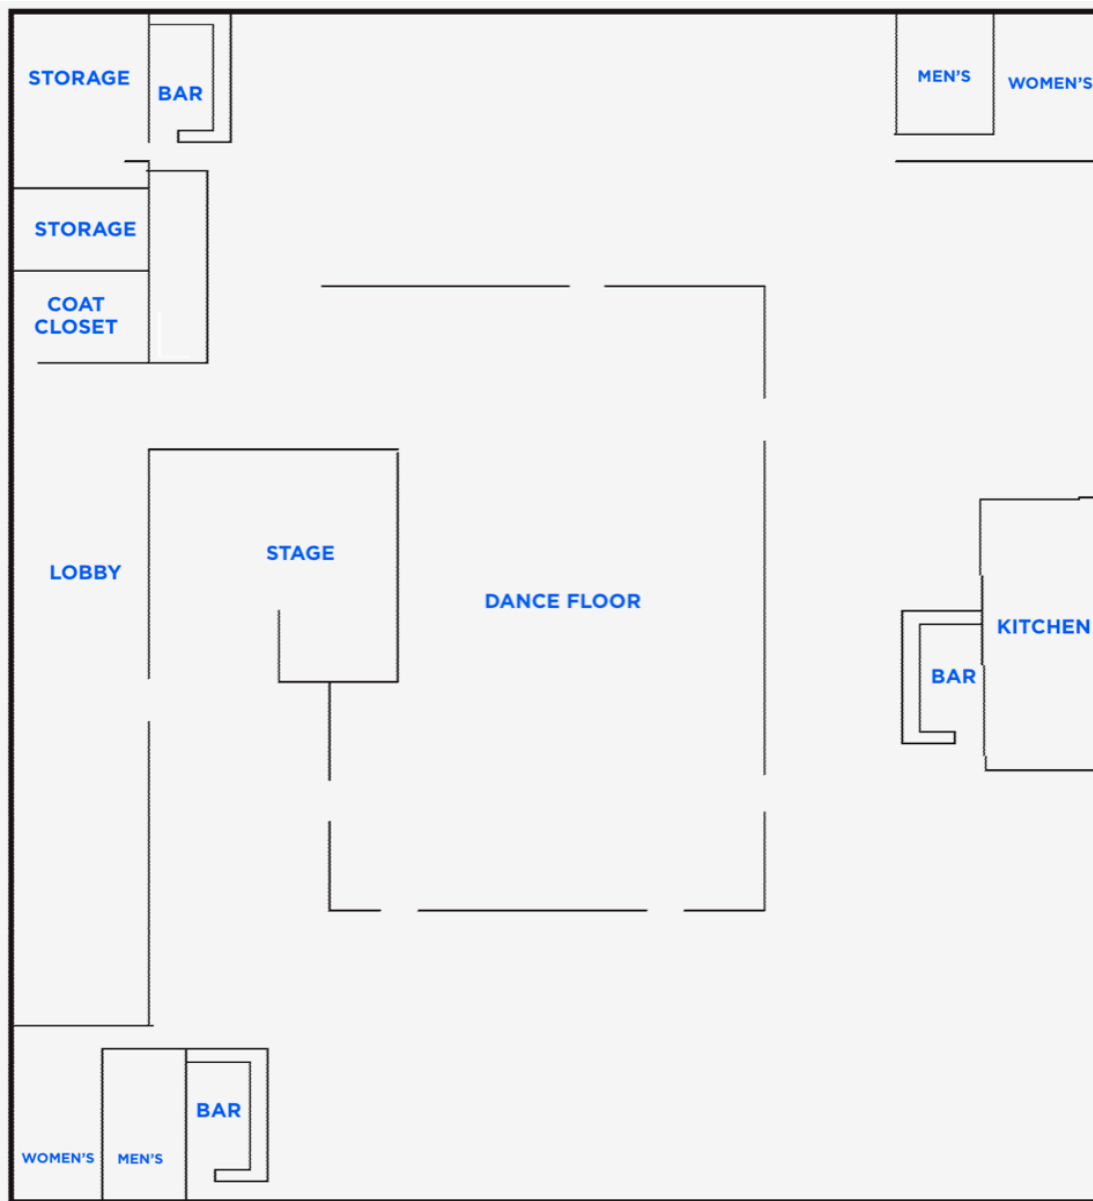 STORAGE
BAR
MEN'S
WOMEN'S
STORAGE
COAT
CLOSET
STAGE
LOBBY
DANCE FLOOR
KITCHEN
BAR
BAR
WOMEN'S
MEN'S